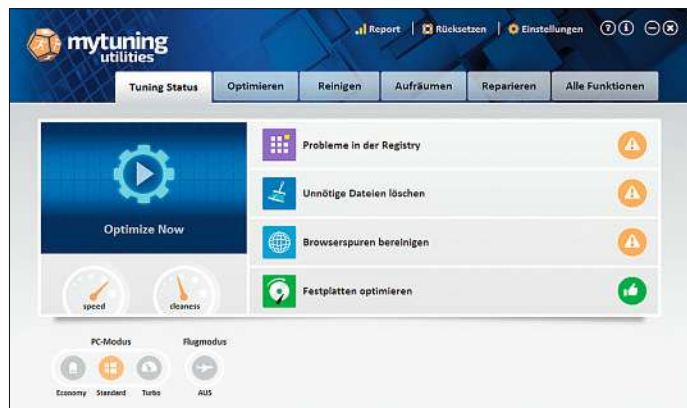 mytuning
utilities
Report | Rücksetzen | Einstellungen ? i
Tuning Status
Optimieren
Reinigen
Aufräumen
Reparieren
Alle Funktionen
Optimize Now
Probleme in der Registry
Unnötige Dateien löschen
Browserspuren bereinigen
Festplatten optimieren
speed
cleaness
PC-Modus
Flugmodus
Economy
Standard
Turbo
AUS